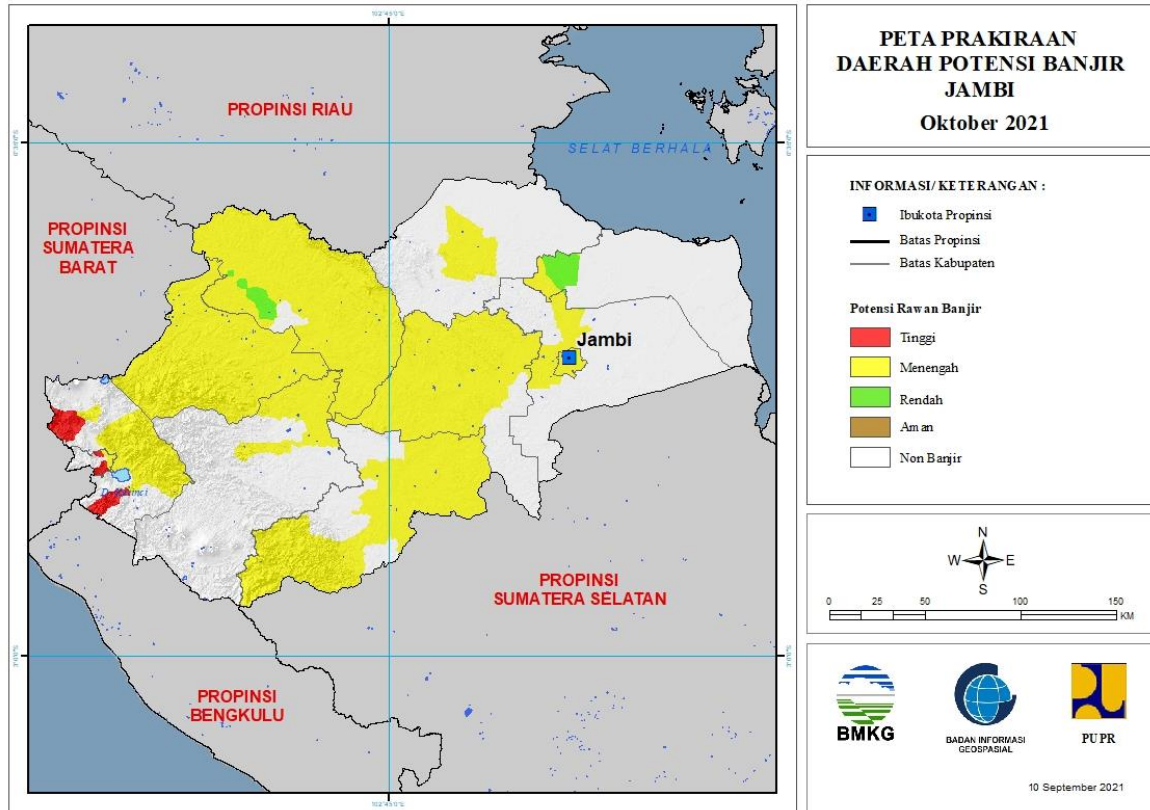 PETA PRAKIRAAN
DAERAH POTENSI BANJIR
JAMBI
Oktober 2021
PROPINSI RIAU
SELAT BERHALA
PROPINSI
SUMATERA
BARAT
Jambi
PROPINSI
SUMATERA SELATAN
PROPINSI
BENGKULU
INFORMASI/ KETERANGAN :
Ibukota Propinsi
Batas Propinsi
Batas Kabupaten
Potensi Rawan Banjir
Tinggi
Menengah
Rendah
Aman
Non Banjir
N
W E
S
0 25 50 100 150
KM
BMKG
BADAN INFORMASI
GEOSPASIAL
PUPR
10 September 2021